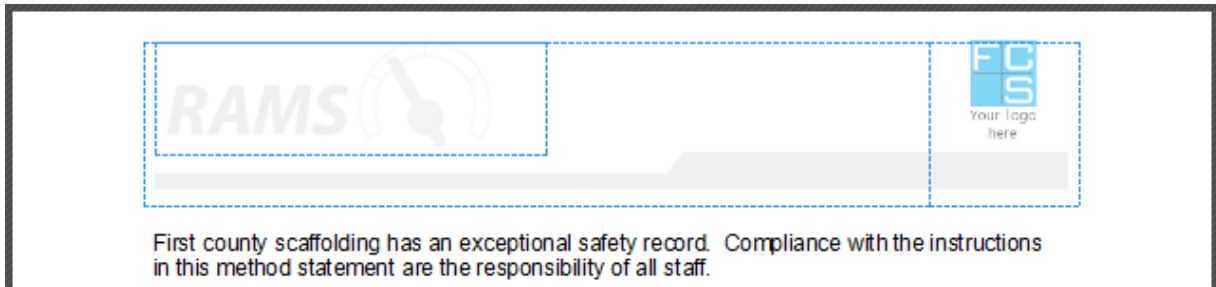 RAMS
FCS
Your logo
here
First county scaffolding has an exceptional safety record.  Compliance with the instructions
in this method statement are the responsibility of all staff.